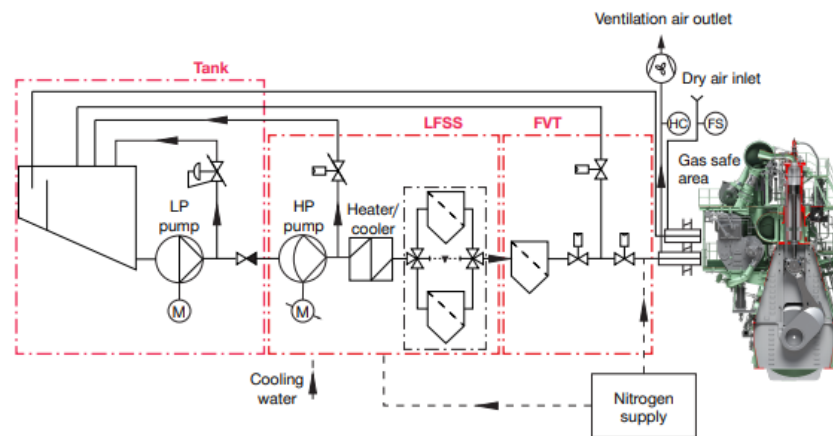 Ventilation air outlet
Tank
Dry air inlet
HC
FS
LFSS
FVT
Gas safe
area
LP
pump
HP
pump
Heater/
cooler
M
M
Cooling
water
Nitrogen
supply